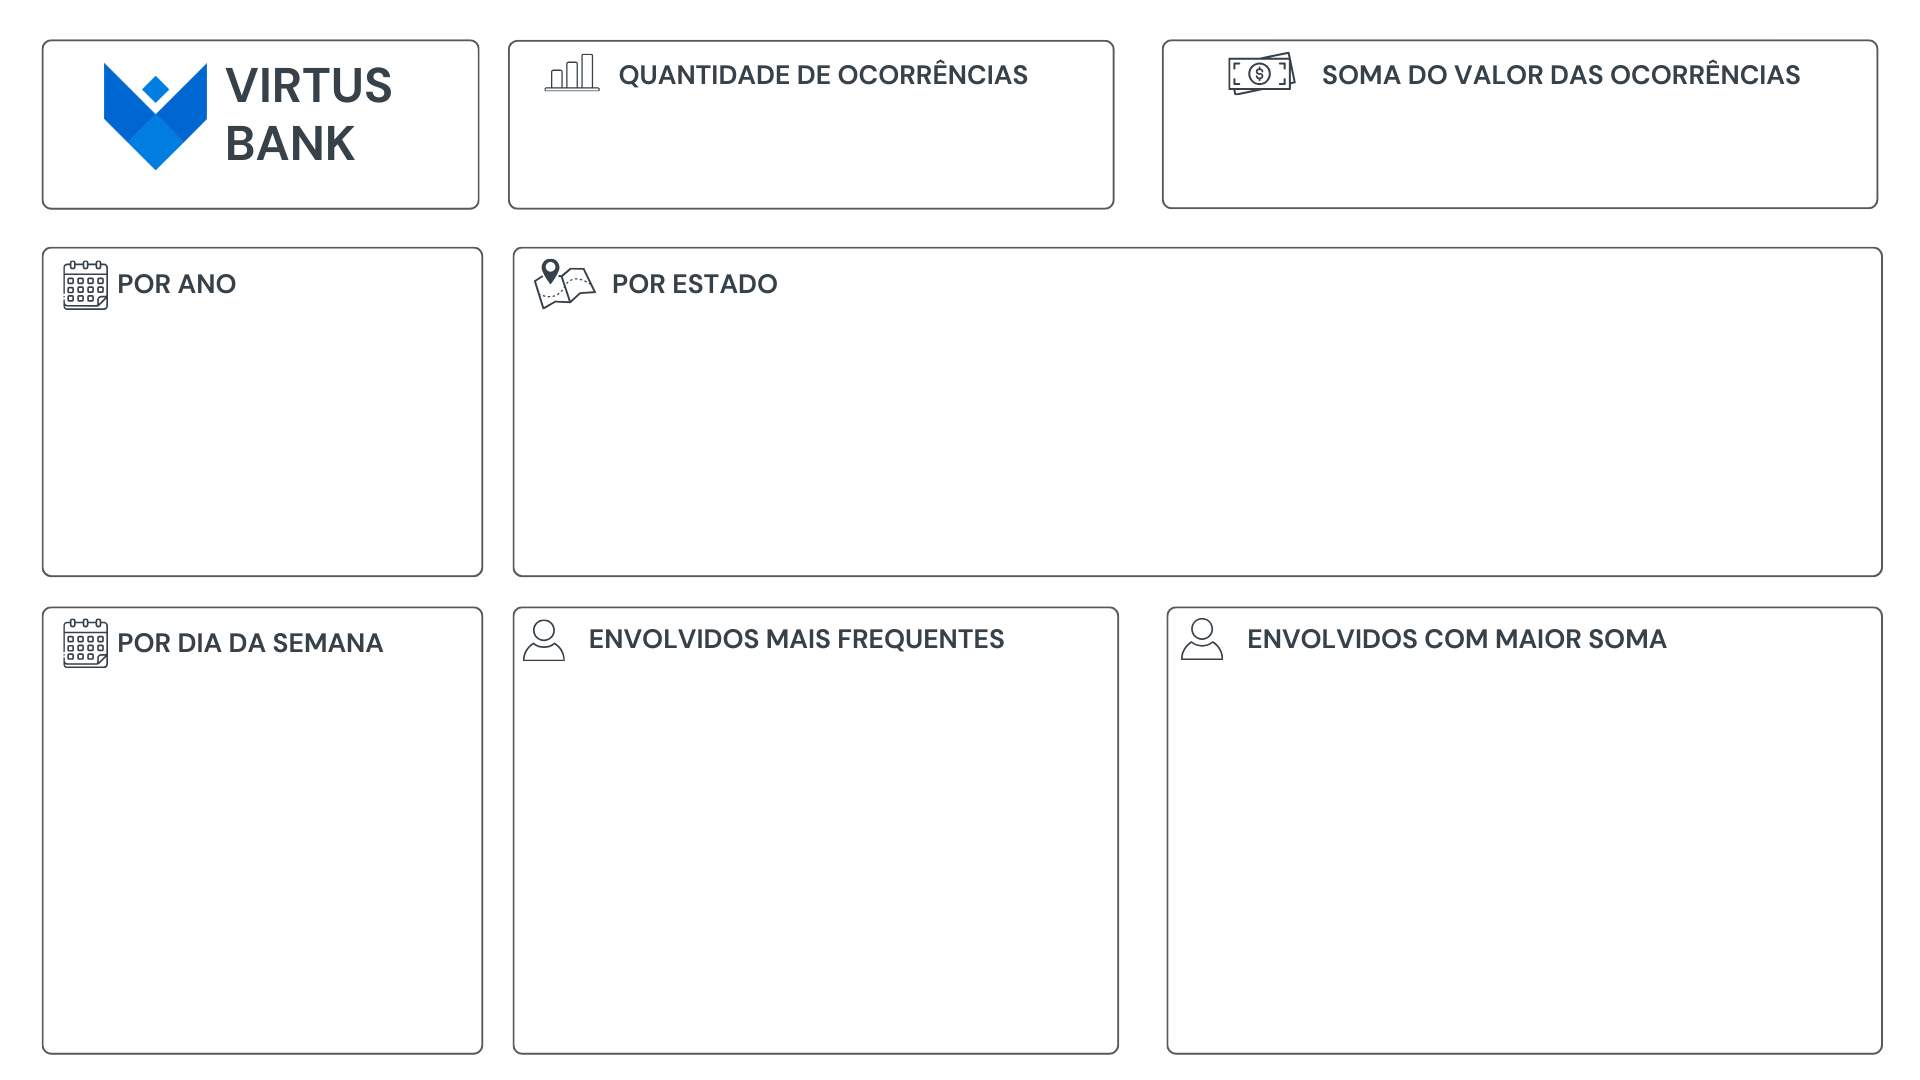 VIRTUS
BANK
QUANTIDADE DE OCORRÊNCIAS
SOMA DO VALOR DAS OCORRÊNCIAS
POR ANO
POR ESTADO
POR DIA DA SEMANA
ENVOLVIDOS MAIS FREQUENTES
ENVOLVIDOS COM MAIOR SOMA